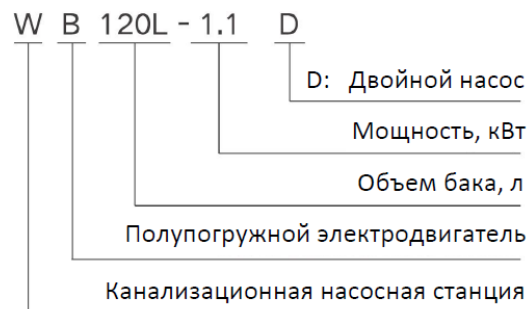 W B 120L - 1.1 D
D: Двойной насос
Мощность, кВт
Объем бака, л
Полупогружной электродвигатель
Канализационная насосная станция